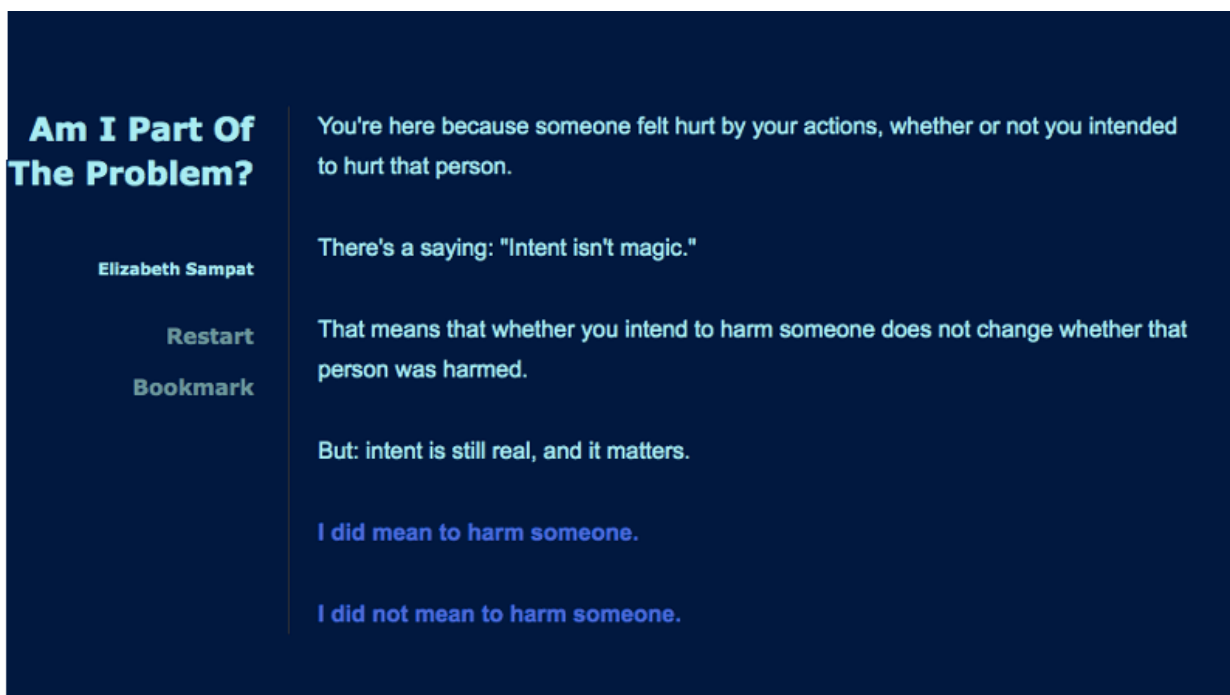 Am I Part Of
The Problem?
Elizabeth Sampat
Restart
Bookmark
You're here because someone felt hurt by your actions, whether or not you intended
to hurt that person.
There's a saying: "Intent isn't magic."
That means that whether you intend to harm someone does not change whether that
person was harmed.
But: intent is still real, and it matters.
I did mean to harm someone.
I did not mean to harm someone.